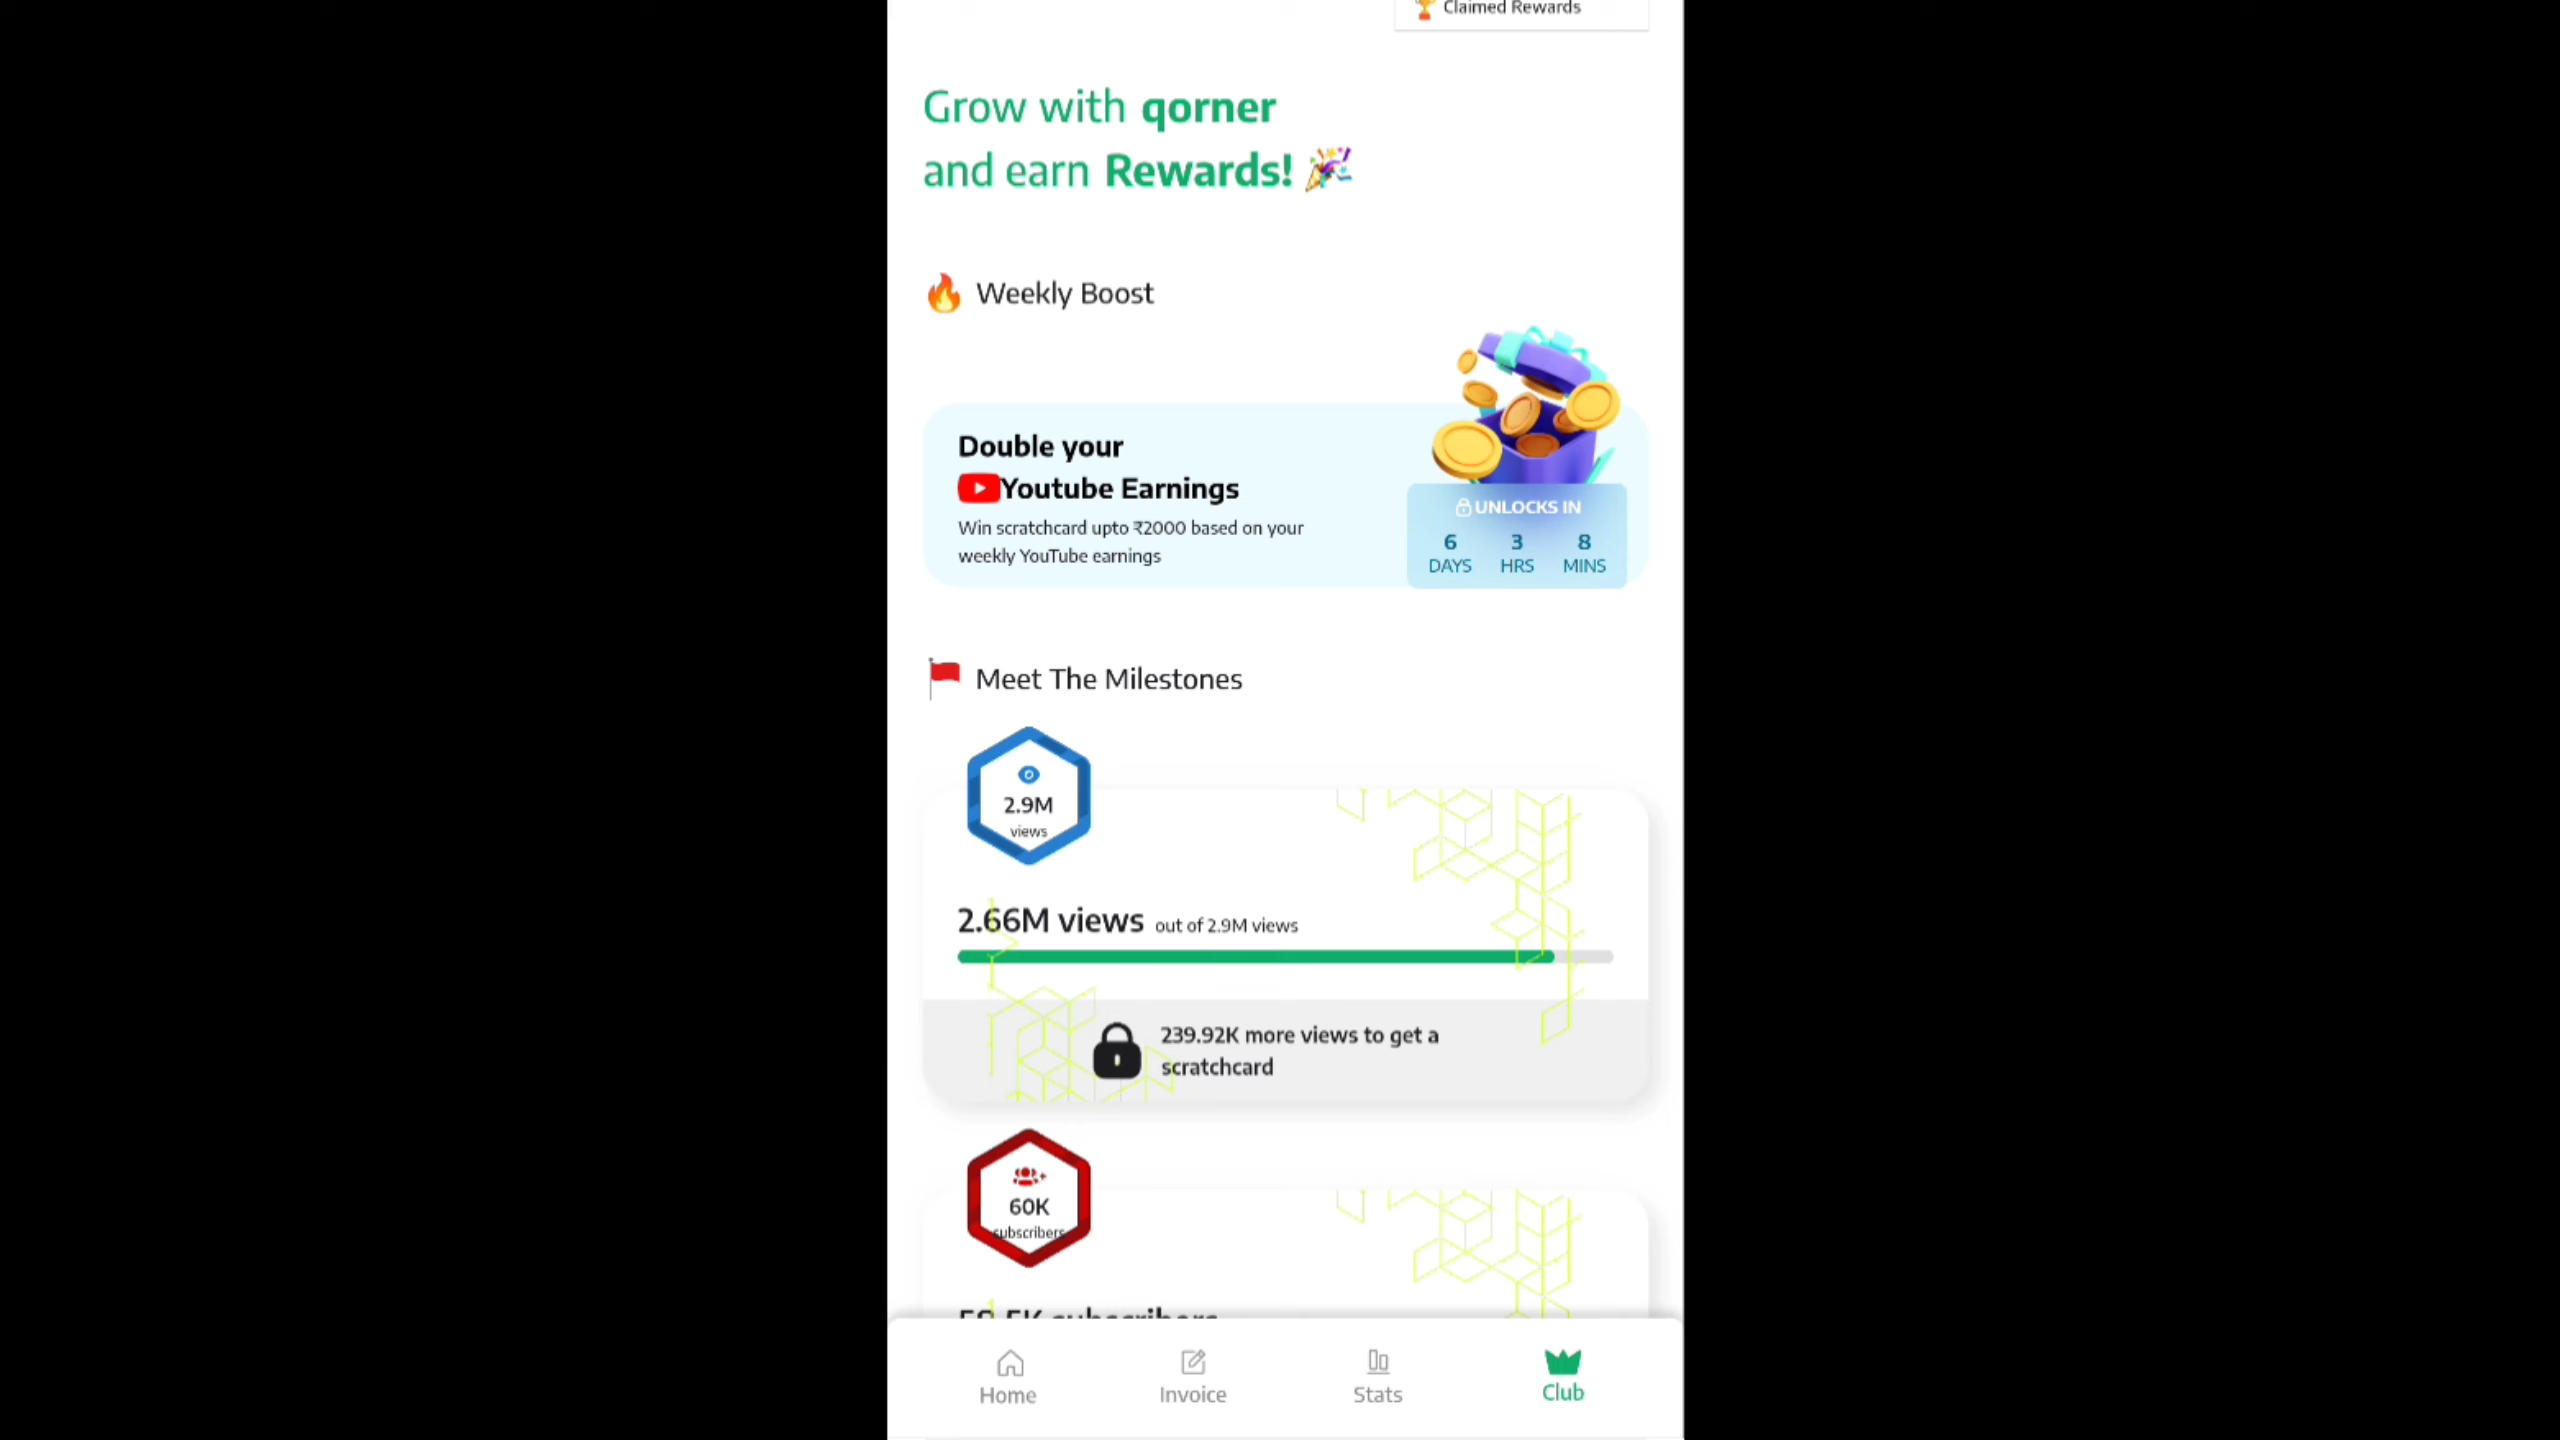 Claimed Rewards
Grow with qorner
and earn Rewards!
Weekly Boost
Double your
Youtube Earnings
Win scratchcard upto ₹2000 based on your
weekly YouTube earnings
UNLOCKS IN
6 3 8
DAYS HRS MINS
Meet The Milestones
2.9M
views
2.66M views out of 2.9M views
239.92K more views to get a
scratchcard
60K
subscribers
subscribers
Home Invoice Stats Club